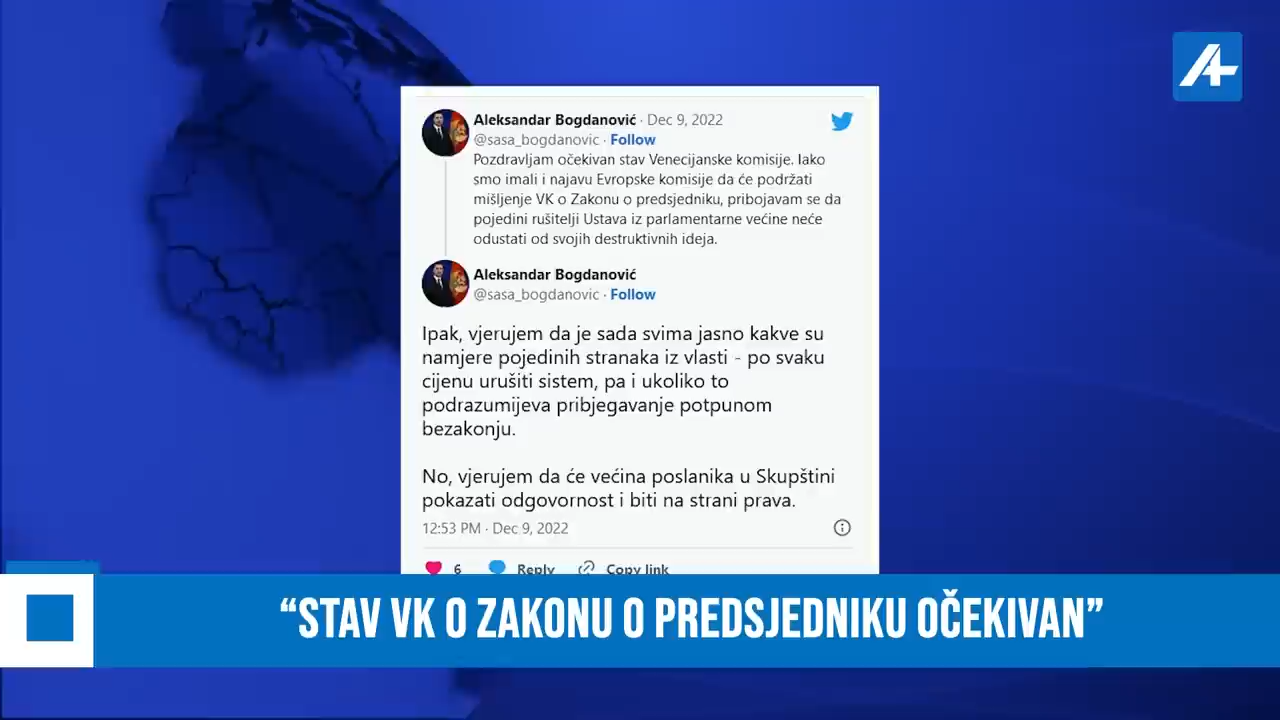 Aleksandar Bogdanović · Dec 9, 2022
@sasa_bogdanovic · Follow
Pozdravljam očekivan stav Venecijanske komisije. Iako
smo imali i najavu Evropske komisije da će podržati
mišljenje VK o Zakonu o predsjedniku, pribojavam se da
pojedini rušitelji Ustava iz parlamentarne većine neće
odustati od svojih destruktivnih ideja.
Aleksandar Bogdanović
@sasa_bogdanovic · Follow
Ipak, vjerujem da je sada svima jasno kakve su
namjere pojedinih stranaka iz vlasti - po svaku
cijenu urušiti sistem, pa i ukoliko to
podrazumijeva pribjegavanje potpunom
bezakonju.
No, vjerujem da će većina poslanika u Skupštini
pokazati odgovornost i biti na strani prava.
12:53 PM · Dec 9, 2022
6 Reply Copy link
“STAV VK O ZAKONU O PREDSJEDNIKU OČEKIVAN”